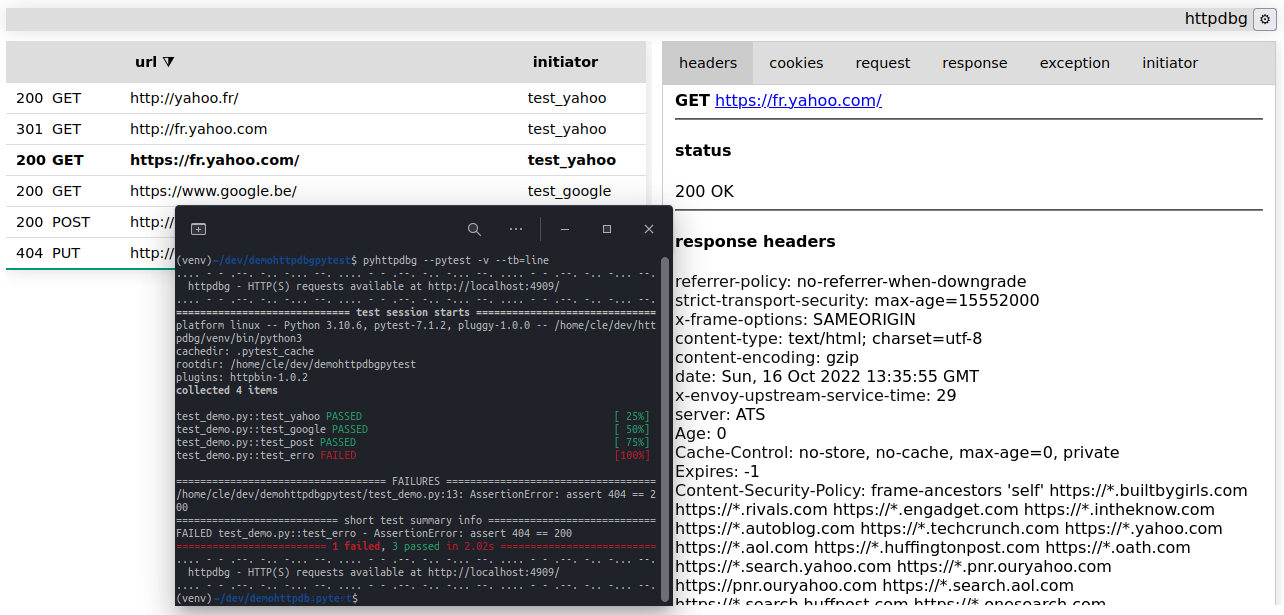 httpdbg ⚙
url ⧩ initiator
200 GET http://yahoo.fr/ test_yahoo
301 GET http://fr.yahoo.com test_yahoo
200 GET https://fr.yahoo.com/ test_yahoo
200 GET https://www.google.be/ test_google
200 POST http://
404 PUT http://
(venv)~/dev/demohttpdbgpytest$ pyhttpdbg --pytest -v --tb=line
.... - - .--. -.. -... --. .... - - .--. -.. -... --. .... - - .--. -.. -... --.
httpdbg - HTTP(S) requests available at http://localhost:4909/
.... - - .--. -.. -... --. .... - - .--. -.. -... --. .... - - .--. -.. -... --.
============================= test session starts ==============================
platform linux -- Python 3.10.6, pytest-7.1.2, pluggy-1.0.0 -- /home/cle/dev/htt
pdbg/venv/bin/python3
cachedir: .pytest_cache
rootdir: /home/cle/dev/demohttpdbgpytest
plugins: httpbin-1.0.2
collected 4 items
test_demo.py::test_yahoo PASSED [ 25%]
test_demo.py::test_google PASSED [ 50%]
test_demo.py::test_post PASSED [ 75%]
test_demo.py::test_erro FAILED [100%]
=================================== FAILURES ===================================
/home/cle/dev/demohttpdbgpytest/test_demo.py:13: AssertionError: assert 404 == 2
00
=========================== short test summary info ============================
FAILED test_demo.py::test_erro - AssertionError: assert 404 == 200
========================= 1 failed, 3 passed in 2.02s ==========================
.... - - .--. -.. -... --. .... - - .--. -.. -... --. .... - - .--. -.. -... --.
httpdbg - HTTP(S) requests available at http://localhost:4909/
.... - - .--. -.. -... --. .... - - .--. -.. -... --. .... - - .--. -.. -... --.
(venv)~/dev/demohttpdbgpytest$
headers cookies request response exception initiator
GET https://fr.yahoo.com/
status
200 OK
response headers
referrer-policy: no-referrer-when-downgrade
strict-transport-security: max-age=15552000
x-frame-options: SAMEORIGIN
content-type: text/html; charset=utf-8
content-encoding: gzip
date: Sun, 16 Oct 2022 13:35:55 GMT
x-envoy-upstream-service-time: 29
server: ATS
Age: 0
Cache-Control: no-store, no-cache, max-age=0, private
Expires: -1
Content-Security-Policy: frame-ancestors 'self' https://*.builtbygirls.com
https://*.rivals.com https://*.engadget.com https://*.intheknow.com
https://*.autoblog.com https://*.techcrunch.com https://*.yahoo.com
https://*.aol.com https://*.huffingtonpost.com https://*.oath.com
https://*.search.yahoo.com https://*.pnr.ouryahoo.com
https://pnr.ouryahoo.com https://*.search.aol.com
https://*.search.huffpost.com https://*.onesearch.com